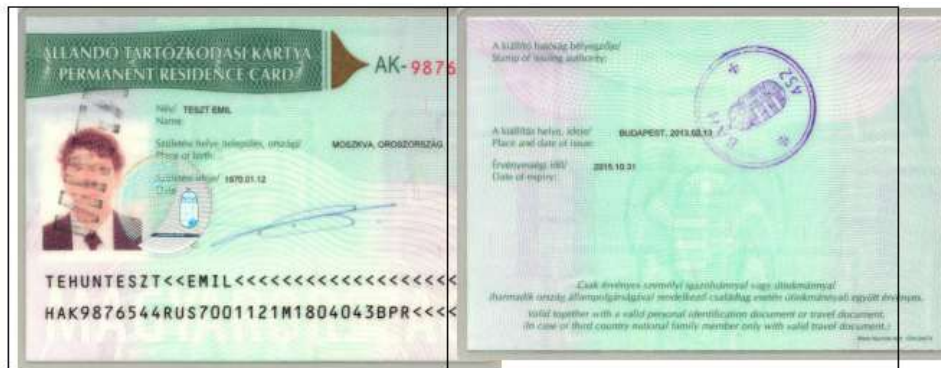 ÁLLANDÓ TARTÓZKODÁSI KÁRTYA
PERMANENT RESIDENCE CARD
AK-9876
Név/ TESZT EMIL
Name:
Születési helye (település, ország)/ MOSZKVA, OROSZORSZÁG
Place of birth:
Születési ideje/ 1970.01.12
Date
TEHUNTESZT<<EMIL<<<<<<<<<<<<<<<<<<<<
HAK9876544RUS7001121M1804043BPR<<<<
A kiállító hatóság bélyegzője/
Stamp of issuing authority:
452
A kiállítás helye, ideje/ BUDAPEST, 2013.02.13
Place and date of issue:
Érvényességi idő/ 2015.10.31
Date of expiry:
Csak érvényes személyi igazolvánnyal vagy útiokmánnyal
(harmadik ország állampolgárságával rendelkező családtag esetén útiokmánnyal) együtt érvényes.
Valid together with a valid personal identification document or travel document.
(In case of third country national family member only with valid travel document.)